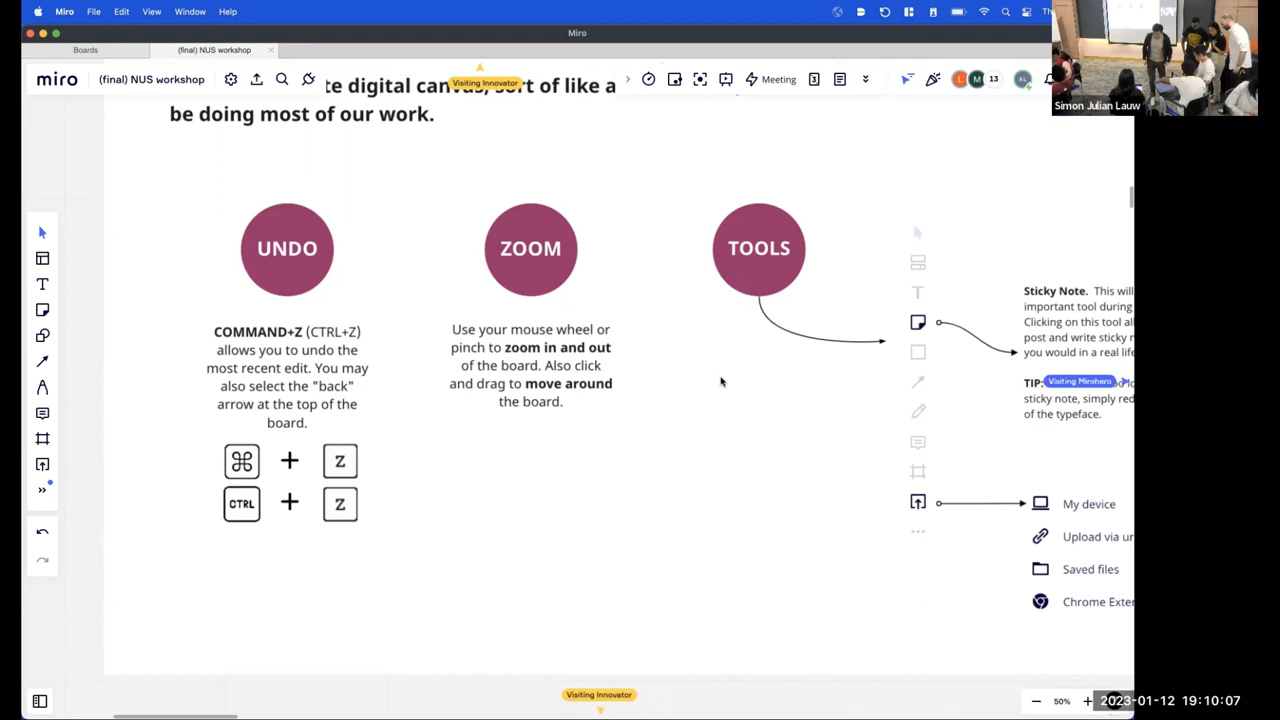 Miro File Edit View Window Help
Miro
Boards (final) NUS workshop
miro (final) NUS workshop
Visiting Innovator
Meeting 3 L M 13 AL
te digital canvas, sort of like a
be doing most of our work.
Simon Julian Lauw
UNDO
COMMAND+Z (CTRL+Z)
allows you to undo the
most recent edit. You may
also select the "back"
arrow at the top of the
board.
⌘ + Z
CTRL + Z
ZOOM
Use your mouse wheel or
pinch to zoom in and out
of the board. Also click
and drag to move around
the board.
TOOLS
Sticky Note. This will
important tool during
Clicking on this tool al
post and write sticky n
you would in a real life
TIP:
Visiting Mirohero
sticky note, simply red
of the typeface.
My device
Upload via ur
Saved files
Chrome Exter
Visiting Innovator
50%
2023-01-12 19:10:07